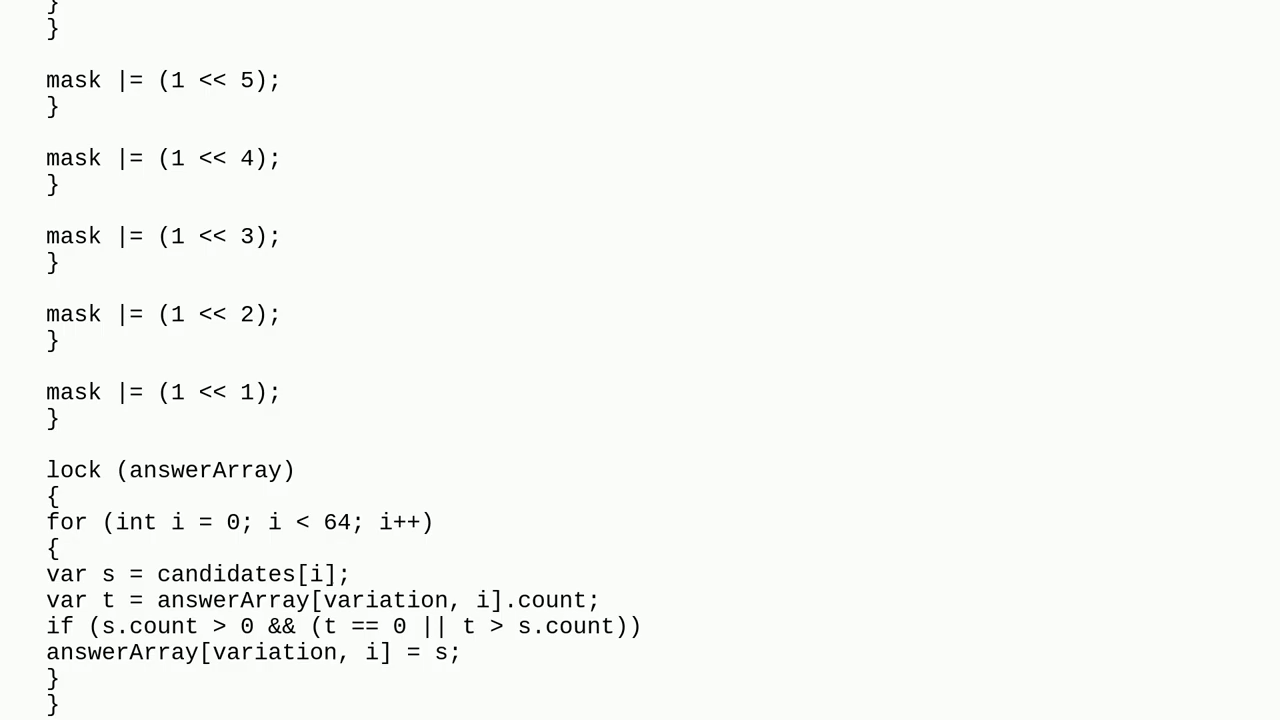 }
}
mask |= (1 << 5);
}
mask |= (1 << 4);
}
mask |= (1 << 3);
}
mask |= (1 << 2);
}
mask |= (1 << 1);
}
lock (answerArray)
{
for (int i = 0; i < 64; i++)
{
var s = candidates[i];
var t = answerArray[variation, i].count;
if (s.count > 0 && (t == 0 || t > s.count))
answerArray[variation, i] = s;
}
}